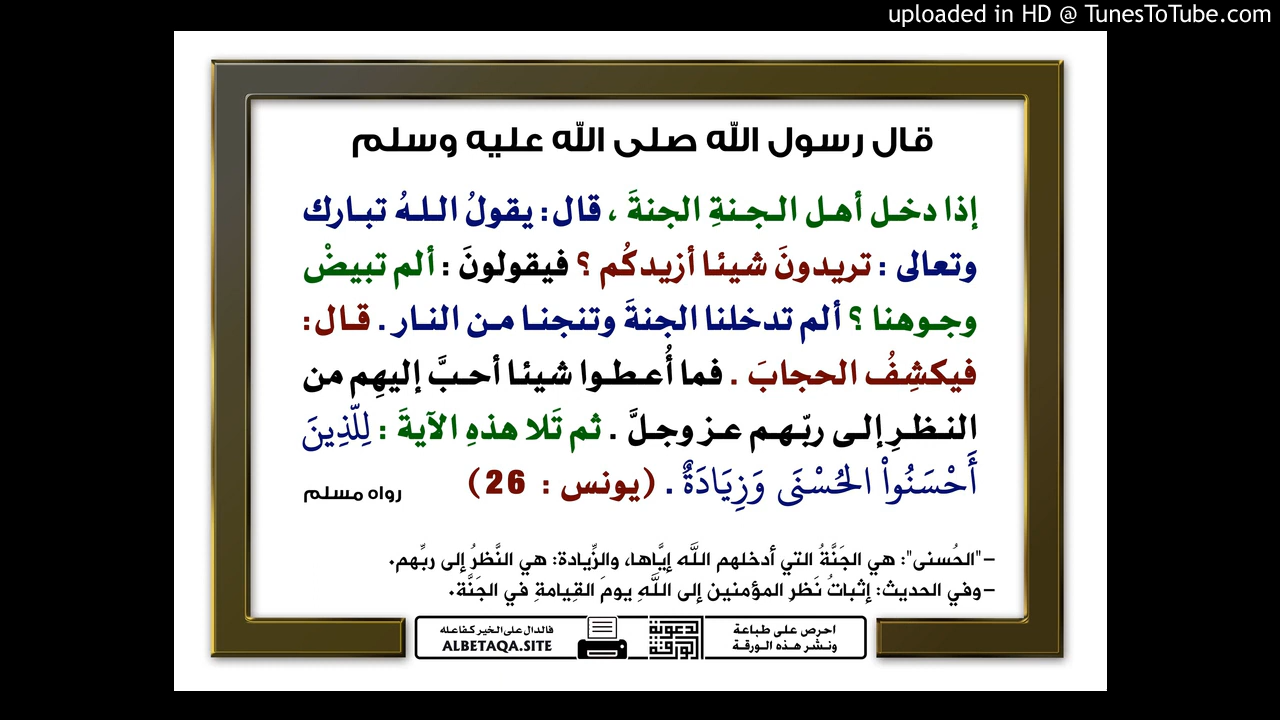 uploaded in HD @ TunesToTube.com
قال رسول الله صلى الله عليه وسلم
إذا دخل أهل الجنةِ الجنةَ ، قال: يقولُ اللهُ تبارك
وتعالى : تريدونَ شيئا أزيدكُم ؟ فيقولونَ : ألم تبيضْ
وجوهنا ؟ ألم تدخلنا الجنةَ وتنجنا من النار . قال :
فيكشِفُ الحجابَ . فما أُعطوا شيئا أحبَّ إليهِم من
النظرِ إلى ربّهم عز وجلَّ . ثم تَلا هذهِ الآيةَ : لِلَّذِينَ
أَحْسَنُواْ الحُسْنَى وَزِيَادَةٌ . (يونس : 26)
رواه مسلم
-"الحُسنى": هي الجَنَّةُ التي أدخلهم اللَّه إيَّاها، والزِّيادة: هي النَّظرُ إلى ربِّهم.
-وفي الحديث: إثباتُ نَظرِ المؤمنين إلى اللَّهِ يومَ القِيامةِ في الجَنَّة.
احرص على طباعة
ونشر هذه الورقة
الدعوية
الورقة
فالدال على الخير كفاعله
ALBETAQA.SITE